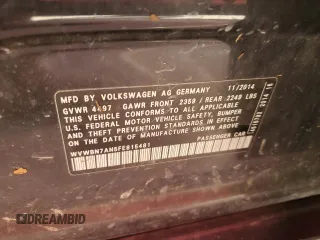 MFD. BY VOLKSWAGEN AG GERMANY 11/2014
GVWR 4497 GAWR FRONT 2359 / REAR 2249 LBS
THIS VEHICLE CONFORMS TO ALL APPLICABLE
U.S. FEDERAL MOTOR VEHICLE SAFETY, BUMPER
AND THEFT PREVENTION STANDARDS IN EFFECT
ON THE DATE OF MANUFACTURE SHOWN ABOVE
PASSENGER CAR
DREAMBID